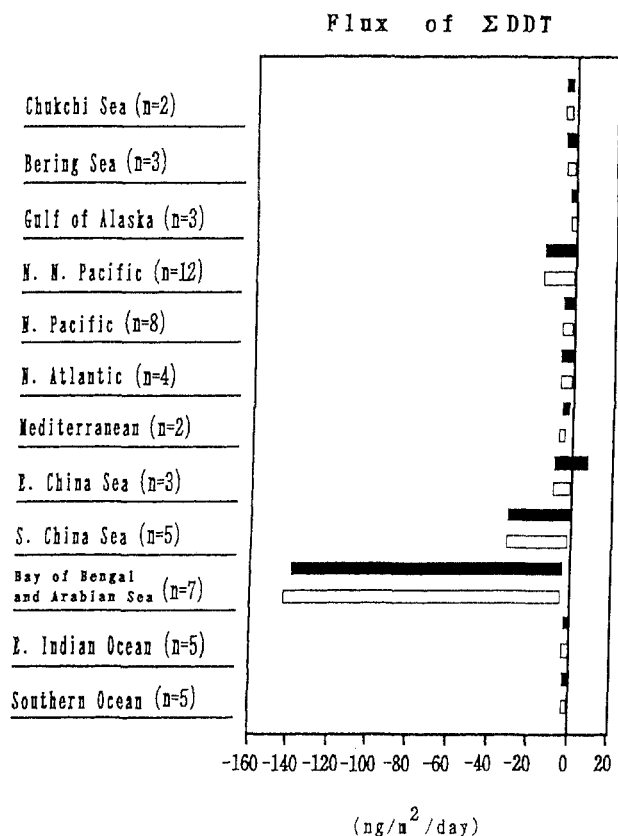 Flux of ΣDDT
Chukchi Sea (n=2)
Bering Sea (n=3)
Gulf of Alaska (n=3)
N. N. Pacific (n=12)
N. Pacific (n=8)
N. Atlantic (n=4)
Mediterranean (n=2)
E. China Sea (n=3)
S. China Sea (n=5)
Bay of Bengal
and Arabian Sea (n=7)
E. Indian Ocean (n=5)
Southern Ocean (n=5)
-160 -140 -120 -100 -80 -60 -40 -20 0 20
(ng/m²/day)